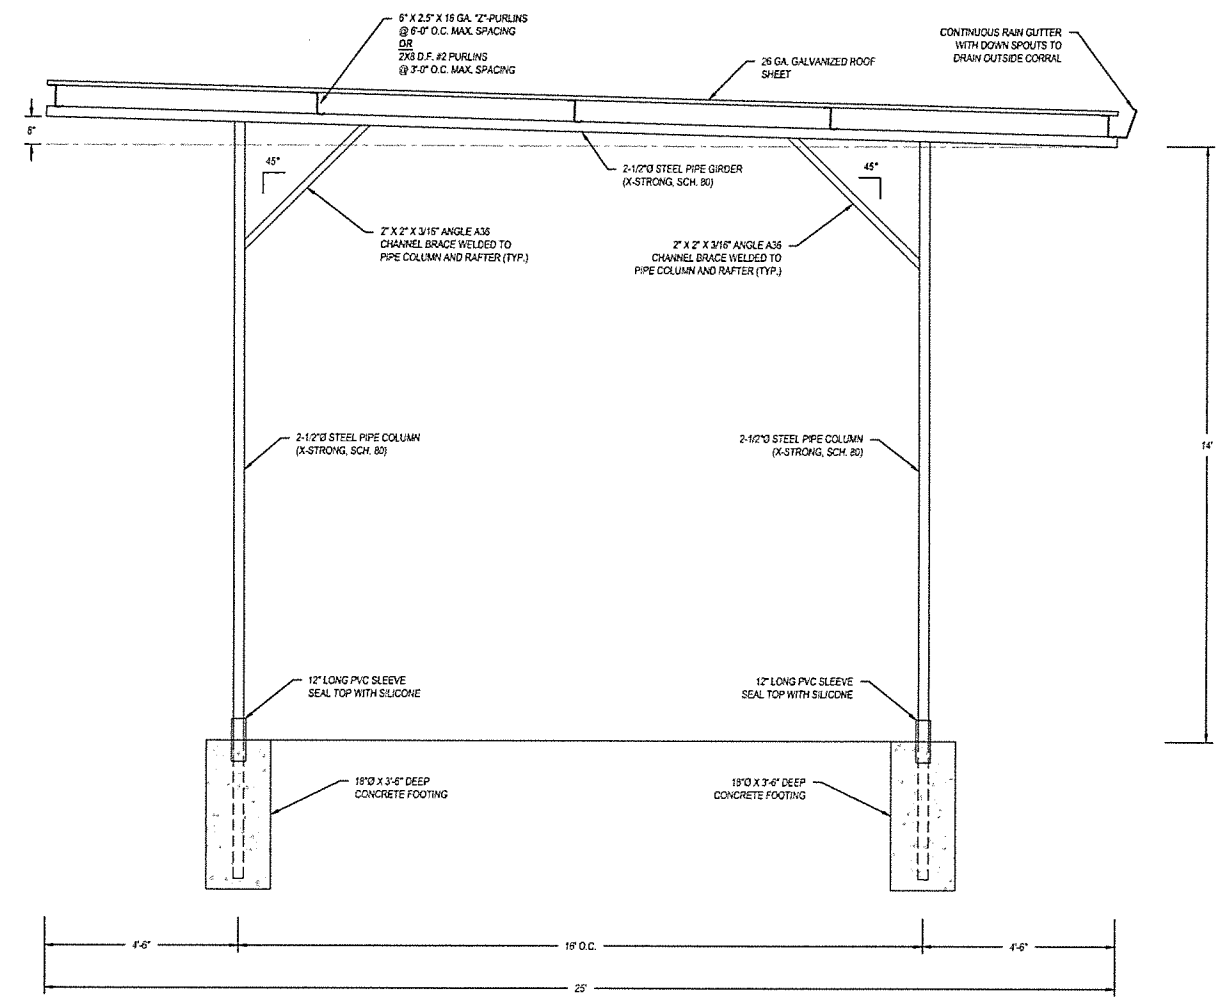 6" X 2.5" X 16 GA. "Z"-PURLINS
@ 6'-0" O.C. MAX. SPACING
OR
2X8 D.F. #2 PURLINS
@ 3'-0" O.C. MAX. SPACING
CONTINUOUS RAIN GUTTER
WITH DOWN SPOUTS TO
DRAIN OUTSIDE CORRAL
26 GA. GALVANIZED ROOF
SHEET
8"
45°
2-1/2"Ø STEEL PIPE GIRDER
(X-STRONG, SCH. 80)
45°
2" X 2" X 3/16" ANGLE A36
CHANNEL BRACE WELDED TO
PIPE COLUMN AND RAFTER (TYP.)
2" X 2" X 3/16" ANGLE A36
CHANNEL BRACE WELDED TO
PIPE COLUMN AND RAFTER (TYP.)
2-1/2"Ø STEEL PIPE COLUMN
(X-STRONG, SCH. 80)
2-1/2"Ø STEEL PIPE COLUMN
(X-STRONG, SCH. 80)
14'
12" LONG PVC SLEEVE
SEAL TOP WITH SILICONE
12" LONG PVC SLEEVE
SEAL TOP WITH SILICONE
18"Ø X 3'-6" DEEP
CONCRETE FOOTING
18"Ø X 3'-6" DEEP
CONCRETE FOOTING
4'-6"
16' O.C.
4'-6"
25'